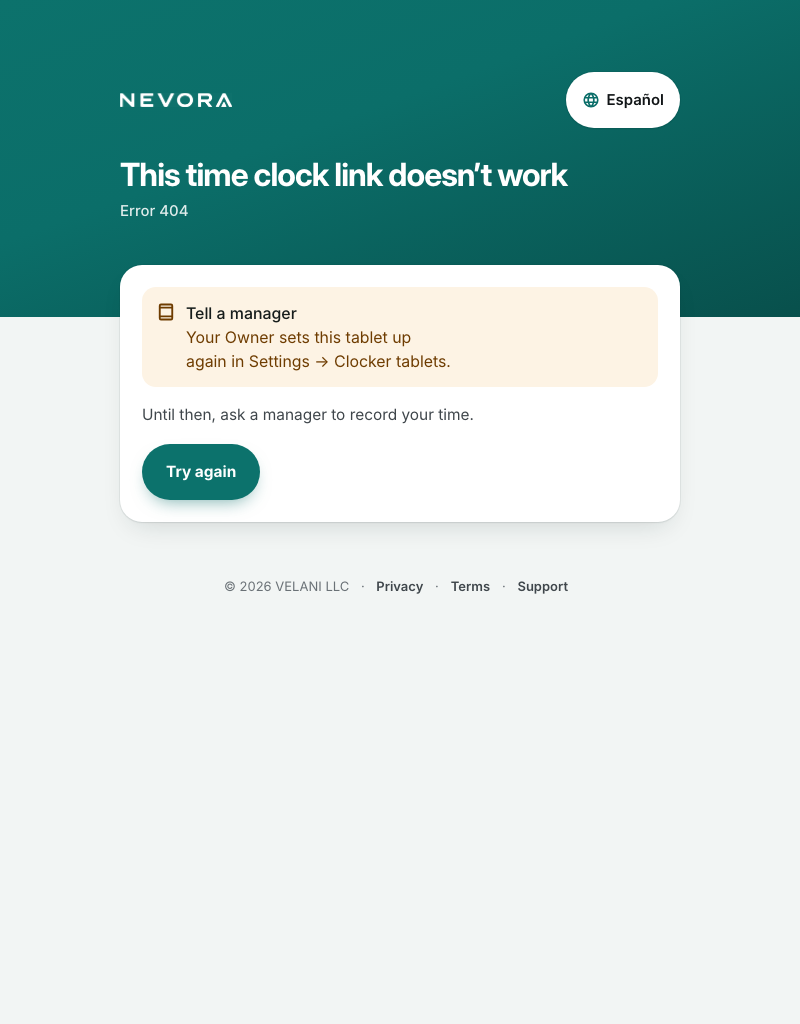 NEVORA
Español
This time clock link doesn’t work
Error 404
Tell a manager
Your Owner sets this tablet up
again in Settings → Clocker tablets.
Until then, ask a manager to record your time.
Try again
© 2026 VELANI LLC · Privacy · Terms · Support